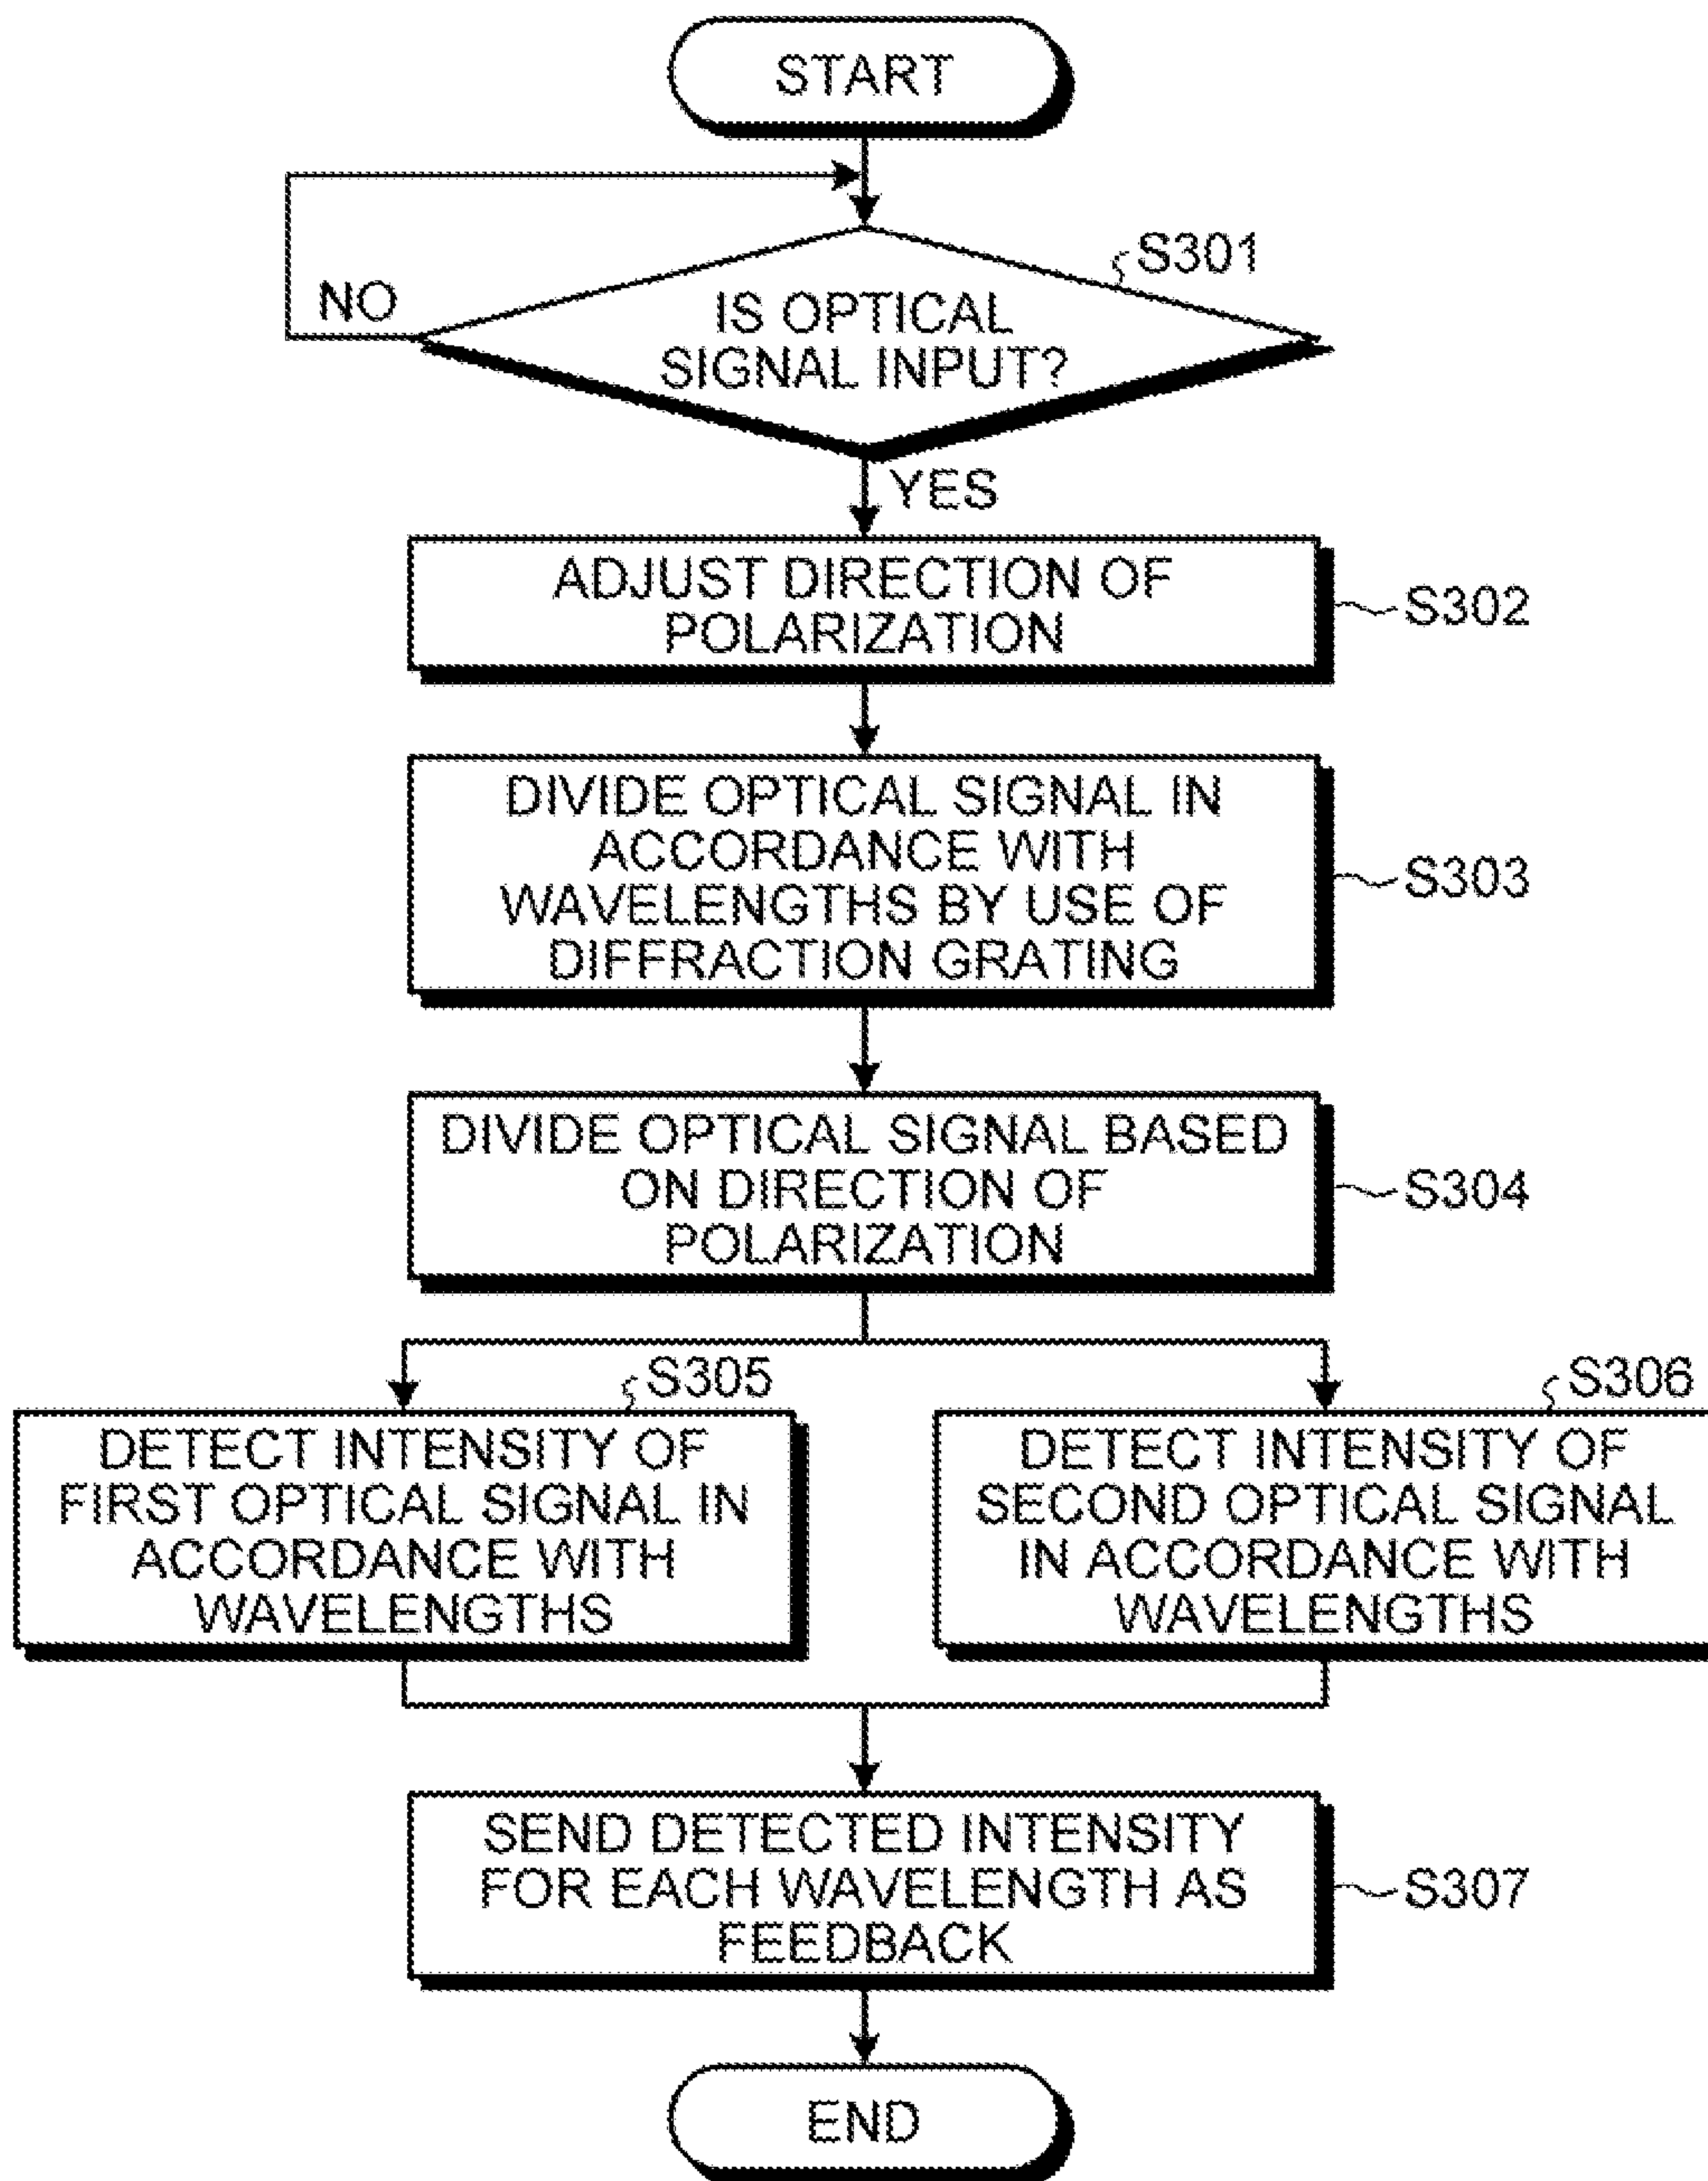 START
S301
NO
IS OPTICAL
SIGNAL INPUT?
YES
ADJUST DIRECTION OF
POLARIZATION
S302
DIVIDE OPTICAL SIGNAL IN
ACCORDANCE WITH
WAVELENGTHS BY USE OF
DIFFRACTION GRATING
S303
DIVIDE OPTICAL SIGNAL BASED
ON DIRECTION OF
POLARIZATION
S304
S305
DETECT INTENSITY OF
FIRST OPTICAL SIGNAL IN
ACCORDANCE WITH
WAVELENGTHS
S306
DETECT INTENSITY OF
SECOND OPTICAL SIGNAL
IN ACCORDANCE WITH
WAVELENGTHS
SEND DETECTED INTENSITY
FOR EACH WAVELENGTH AS
FEEDBACK
S307
END